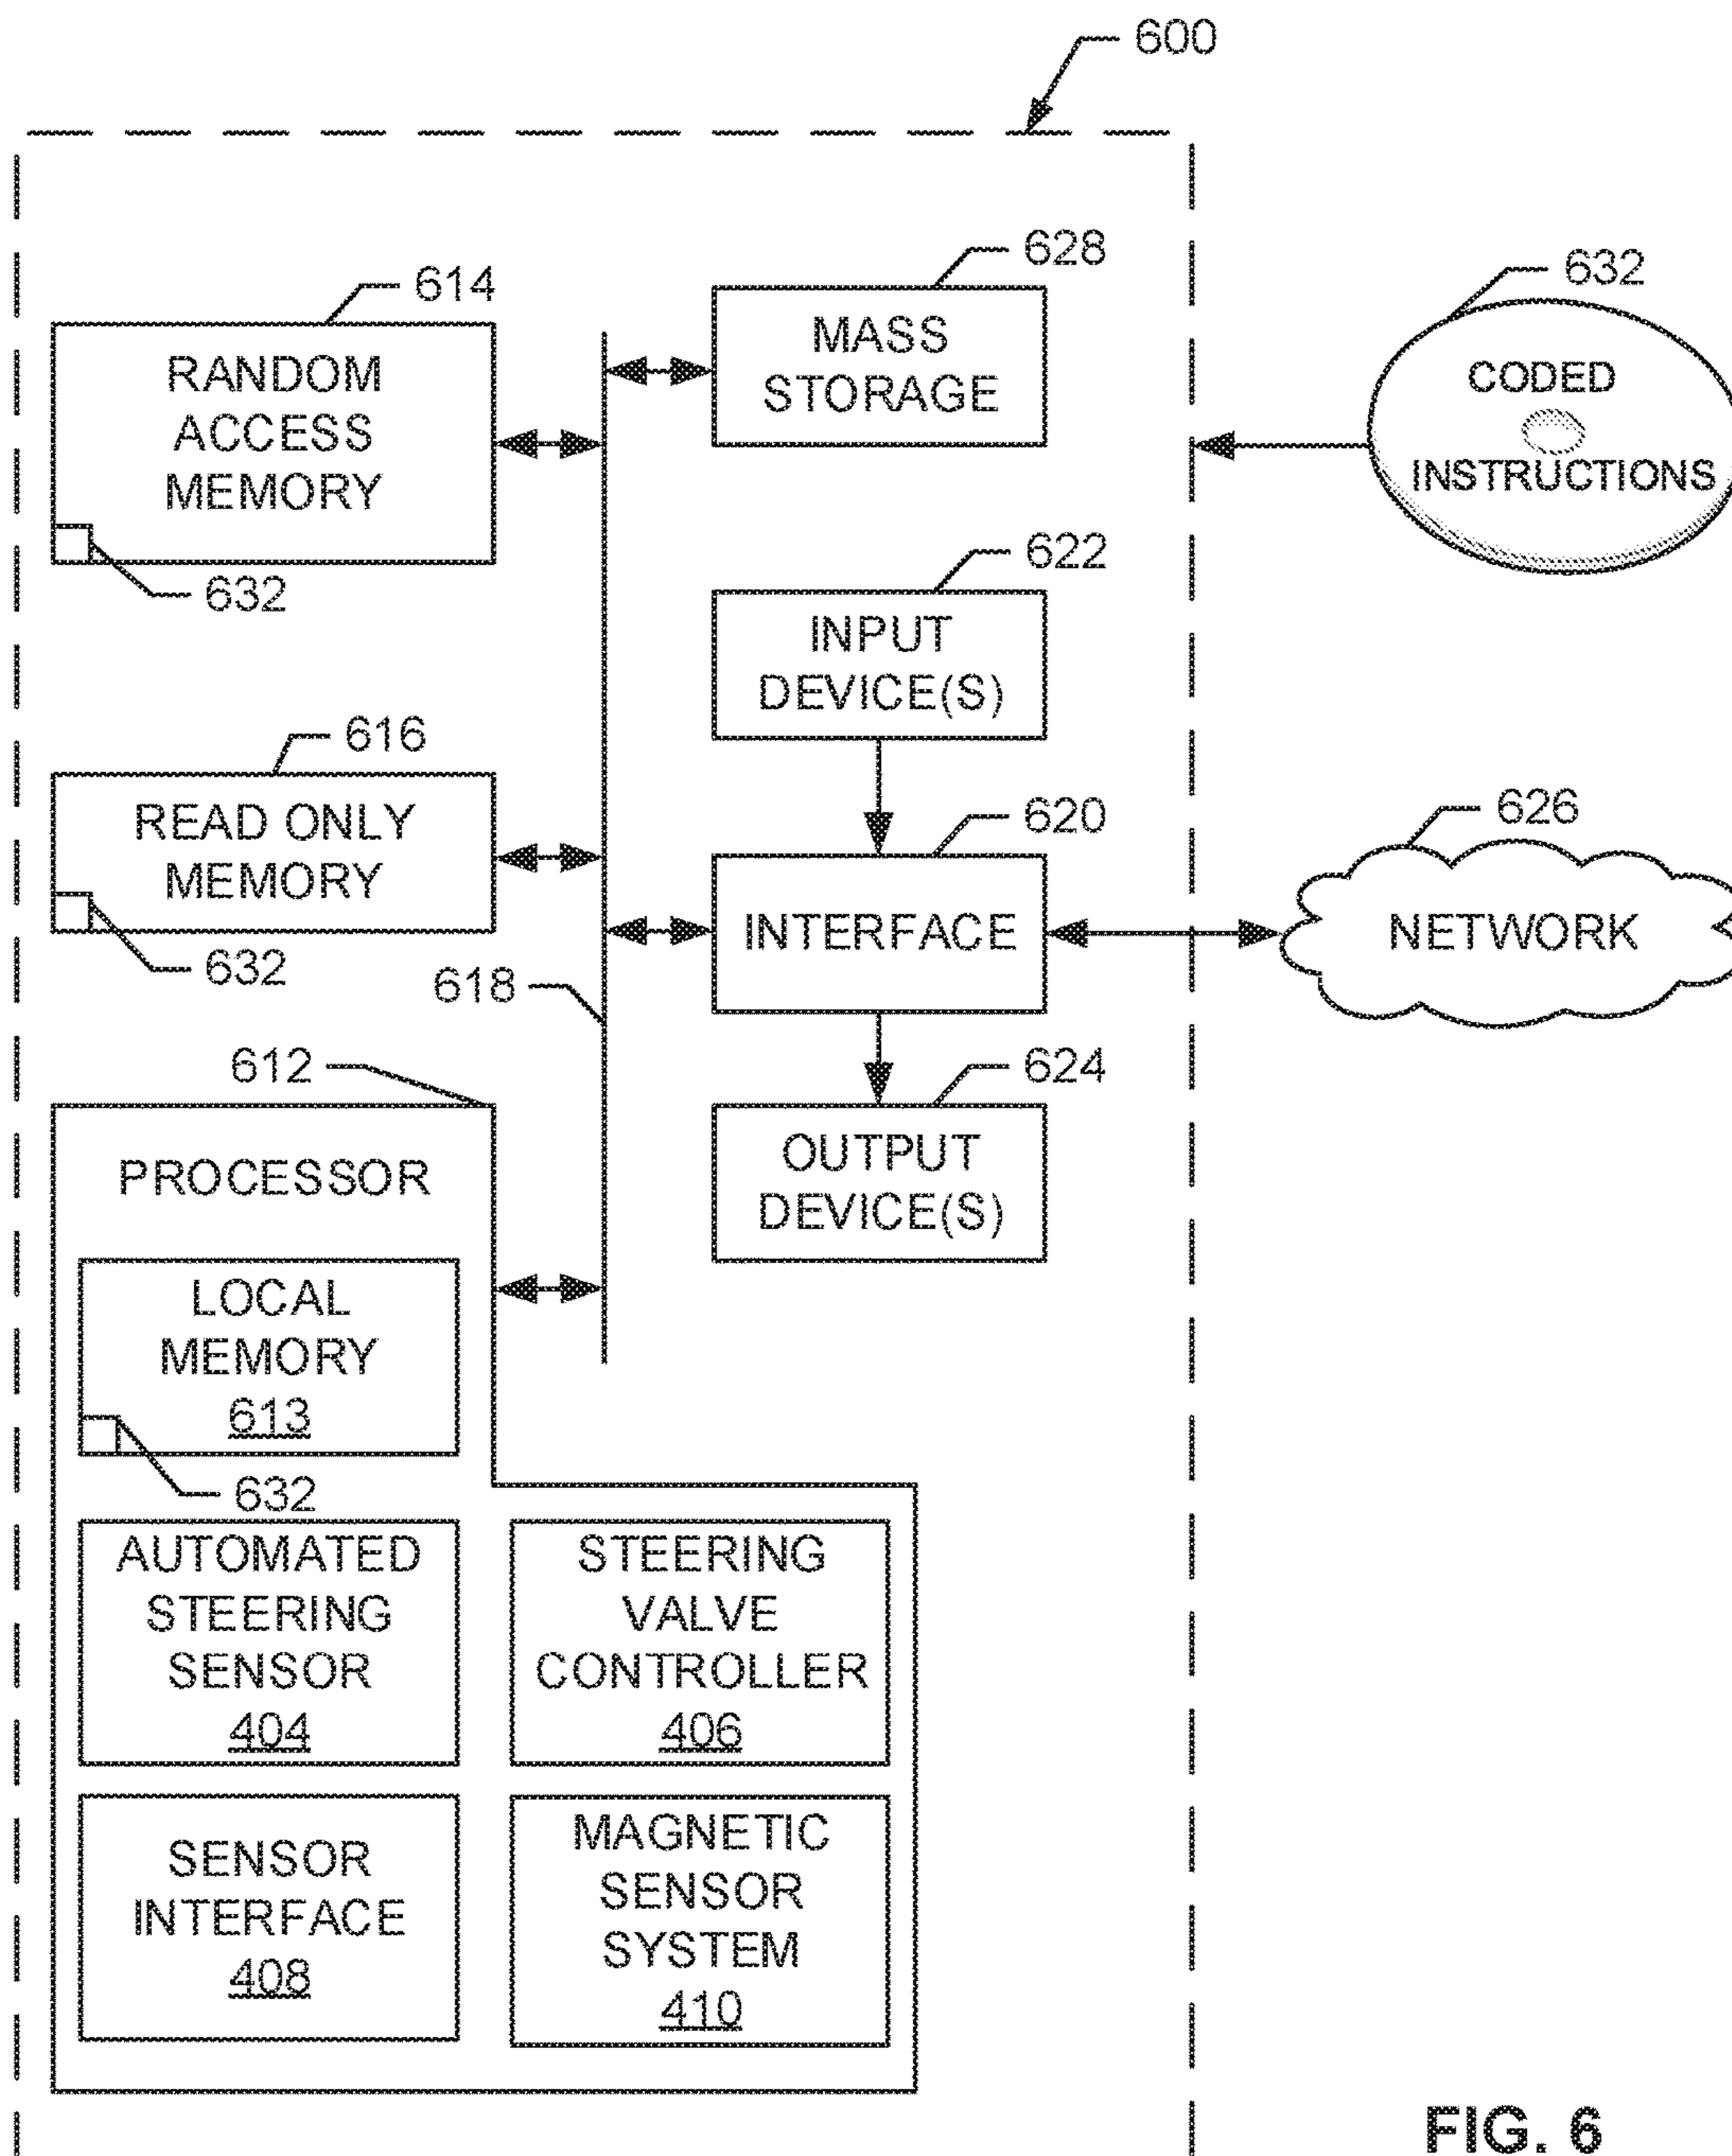 600
628
614
MASS
STORAGE
632
CODED
INSTRUCTIONS
RANDOM
ACCESS
MEMORY
632
622
INPUT
DEVICE(S)
616
READ ONLY
MEMORY
632
620
INTERFACE
626
NETWORK
618
612
624
OUTPUT
DEVICE(S)
PROCESSOR
LOCAL
MEMORY
613
632
AUTOMATED
STEERING
SENSOR
404
STEERING
VALVE
CONTROLLER
406
SENSOR
INTERFACE
408
MAGNETIC
SENSOR
SYSTEM
410
FIG. 6